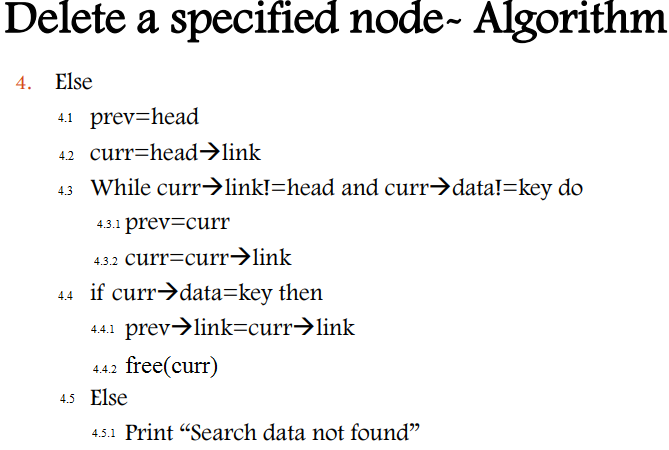 Delete a specified node~ Algorithm
4. Else
4.1 prev=head
4.2 curr=head→link
4.3 While curr→link!=head and curr→data!=key do
4.3.1 prev=curr
4.3.2 curr=curr→link
4.4 if curr→data=key then
4.4.1 prev→link=curr→link
4.4.2 free(curr)
4.5 Else
4.5.1 Print “Search data not found”